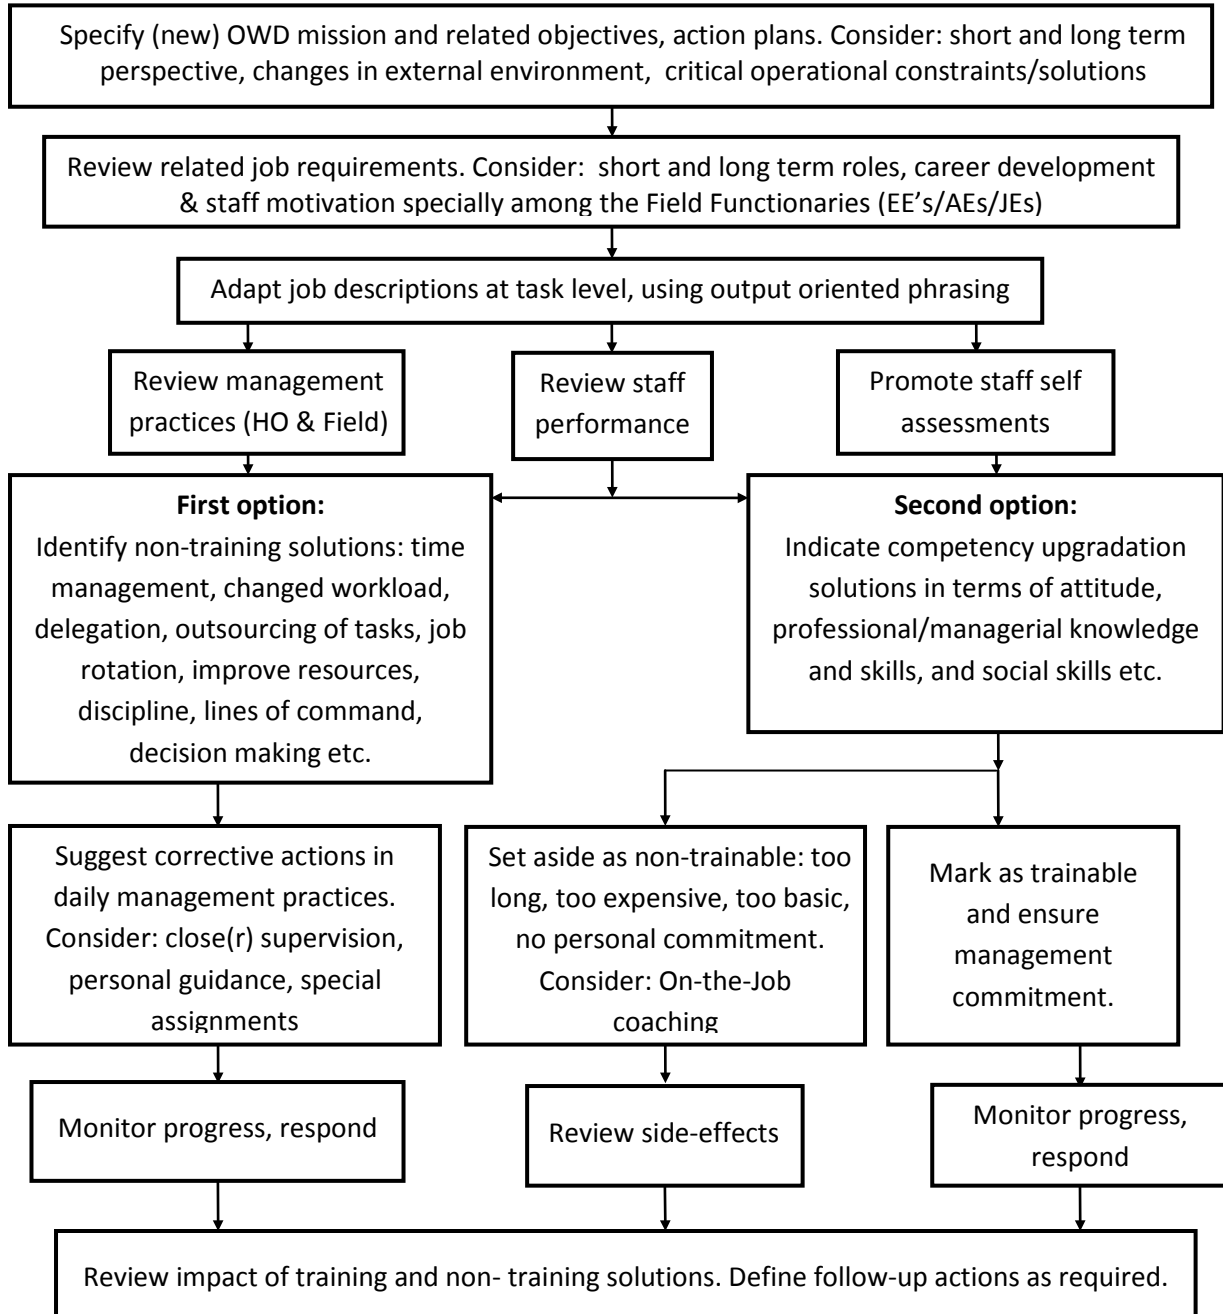 Specify (new) OWD mission and related objectives, action plans. Consider: short and long term
perspective, changes in external environment, critical operational constraints/solutions
Review related job requirements. Consider: short and long term roles, career development
& staff motivation specially among the Field Functionaries (EE's/AEs/JEs)
Adapt job descriptions at task level, using output oriented phrasing
Review management
practices (HO & Field)
Review staff
performance
Promote staff self
assessments
First option:
Identify non-training solutions: time
management, changed workload,
delegation, outsourcing of tasks, job
rotation, improve resources,
discipline, lines of command,
decision making etc.
Second option:
Indicate competency upgradation
solutions in terms of attitude,
professional/managerial knowledge
and skills, and social skills etc.
Suggest corrective actions in
daily management practices.
Consider: close(r) supervision,
personal guidance, special
assignments
Set aside as non-trainable: too
long, too expensive, too basic,
no personal commitment.
Consider: On-the-Job
coaching
Mark as trainable
and ensure
management
commitment.
Monitor progress, respond
Review side-effects
Monitor progress,
respond
Review impact of training and non- training solutions. Define follow-up actions as required.